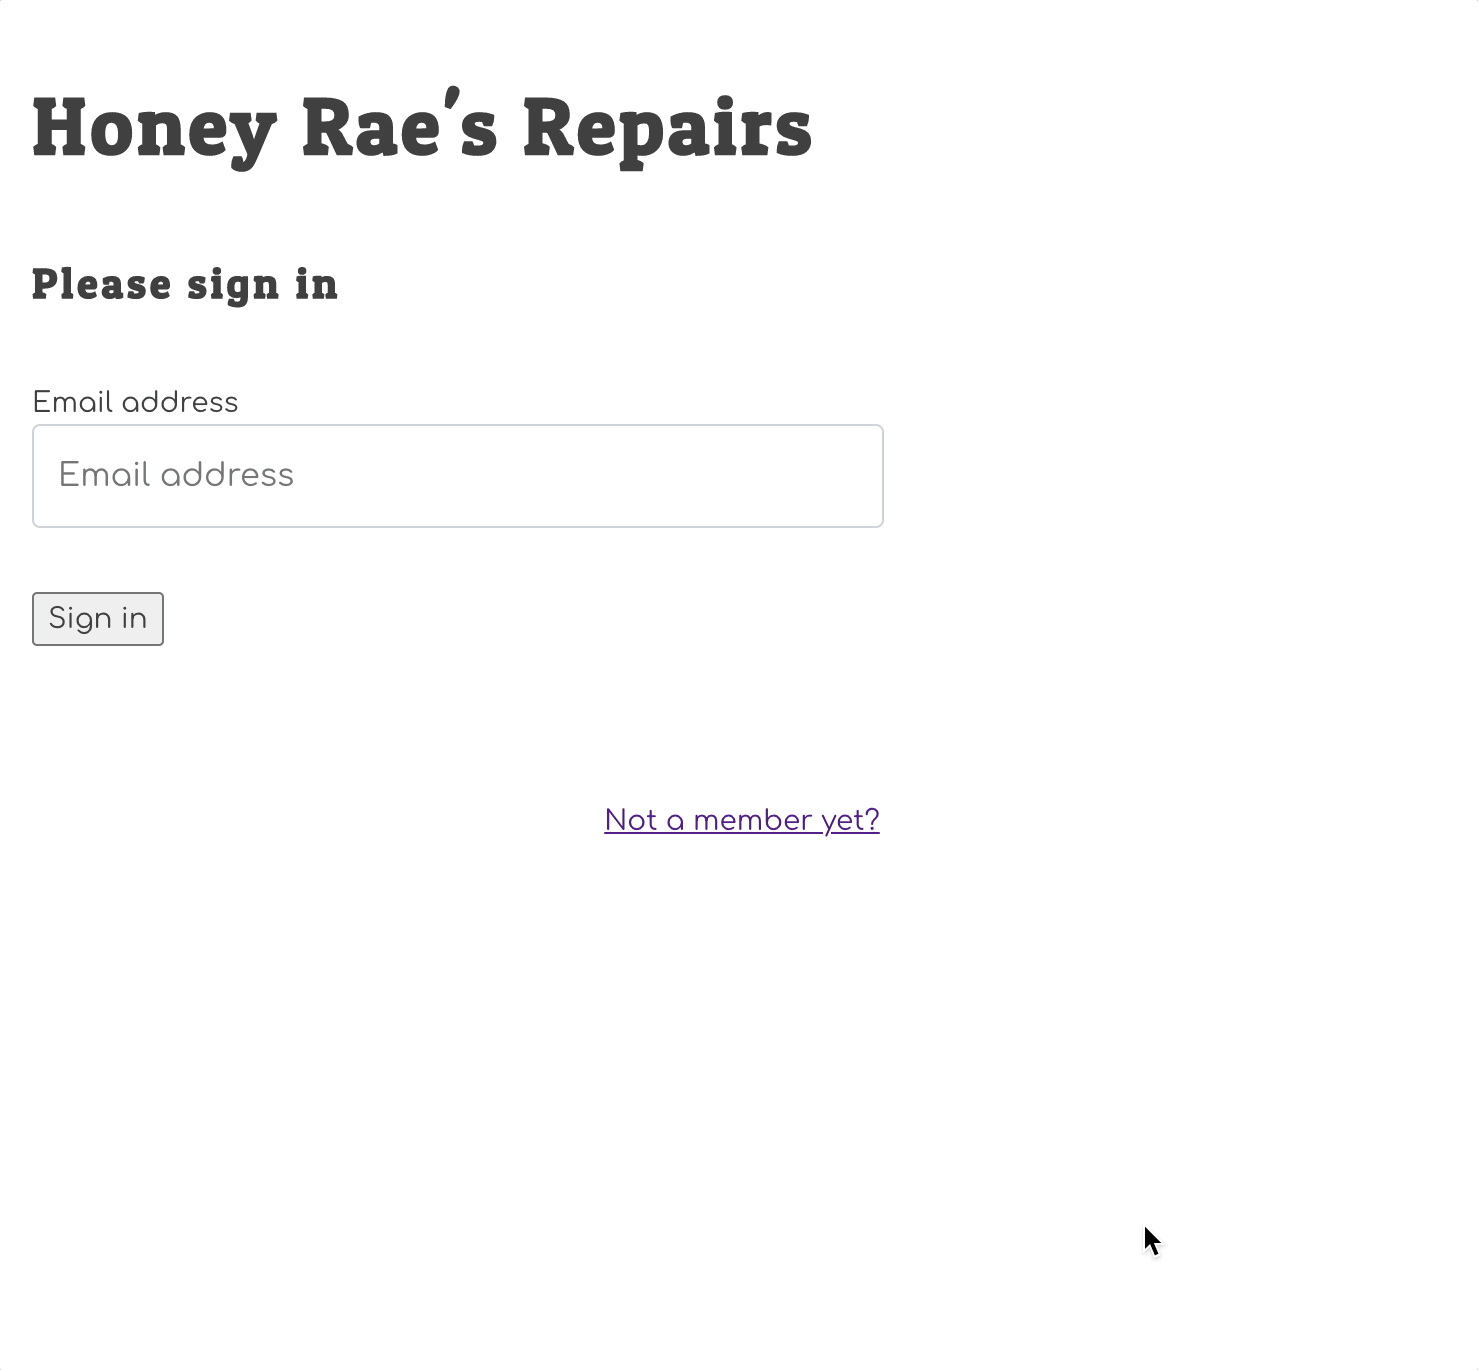 Honey Rae's Repairs
Please sign in
Email address
Email address
Sign in
Not a member yet?